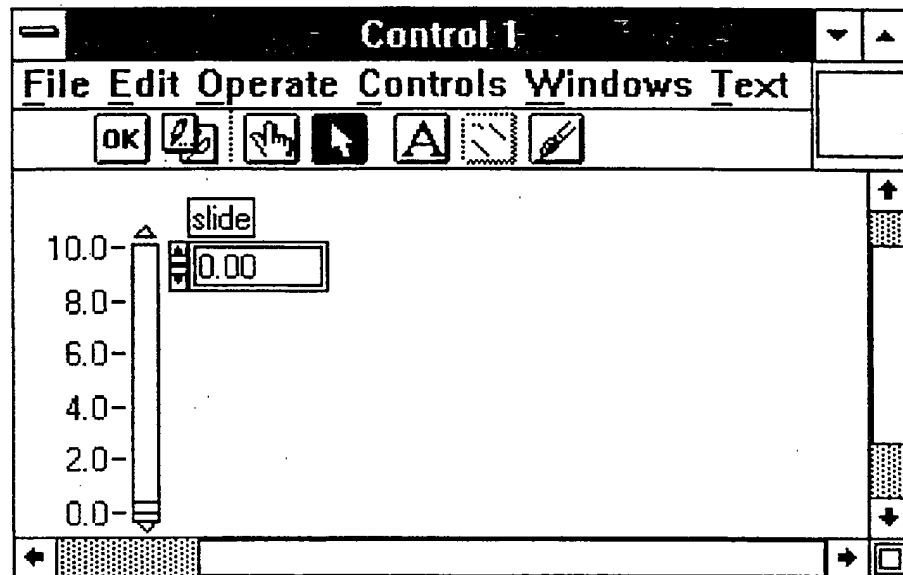 Control 1
File Edit Operate Controls Windows Text
OK A
slide
10.0-
0.00
8.0-
6.0-
4.0-
2.0-
0.0-